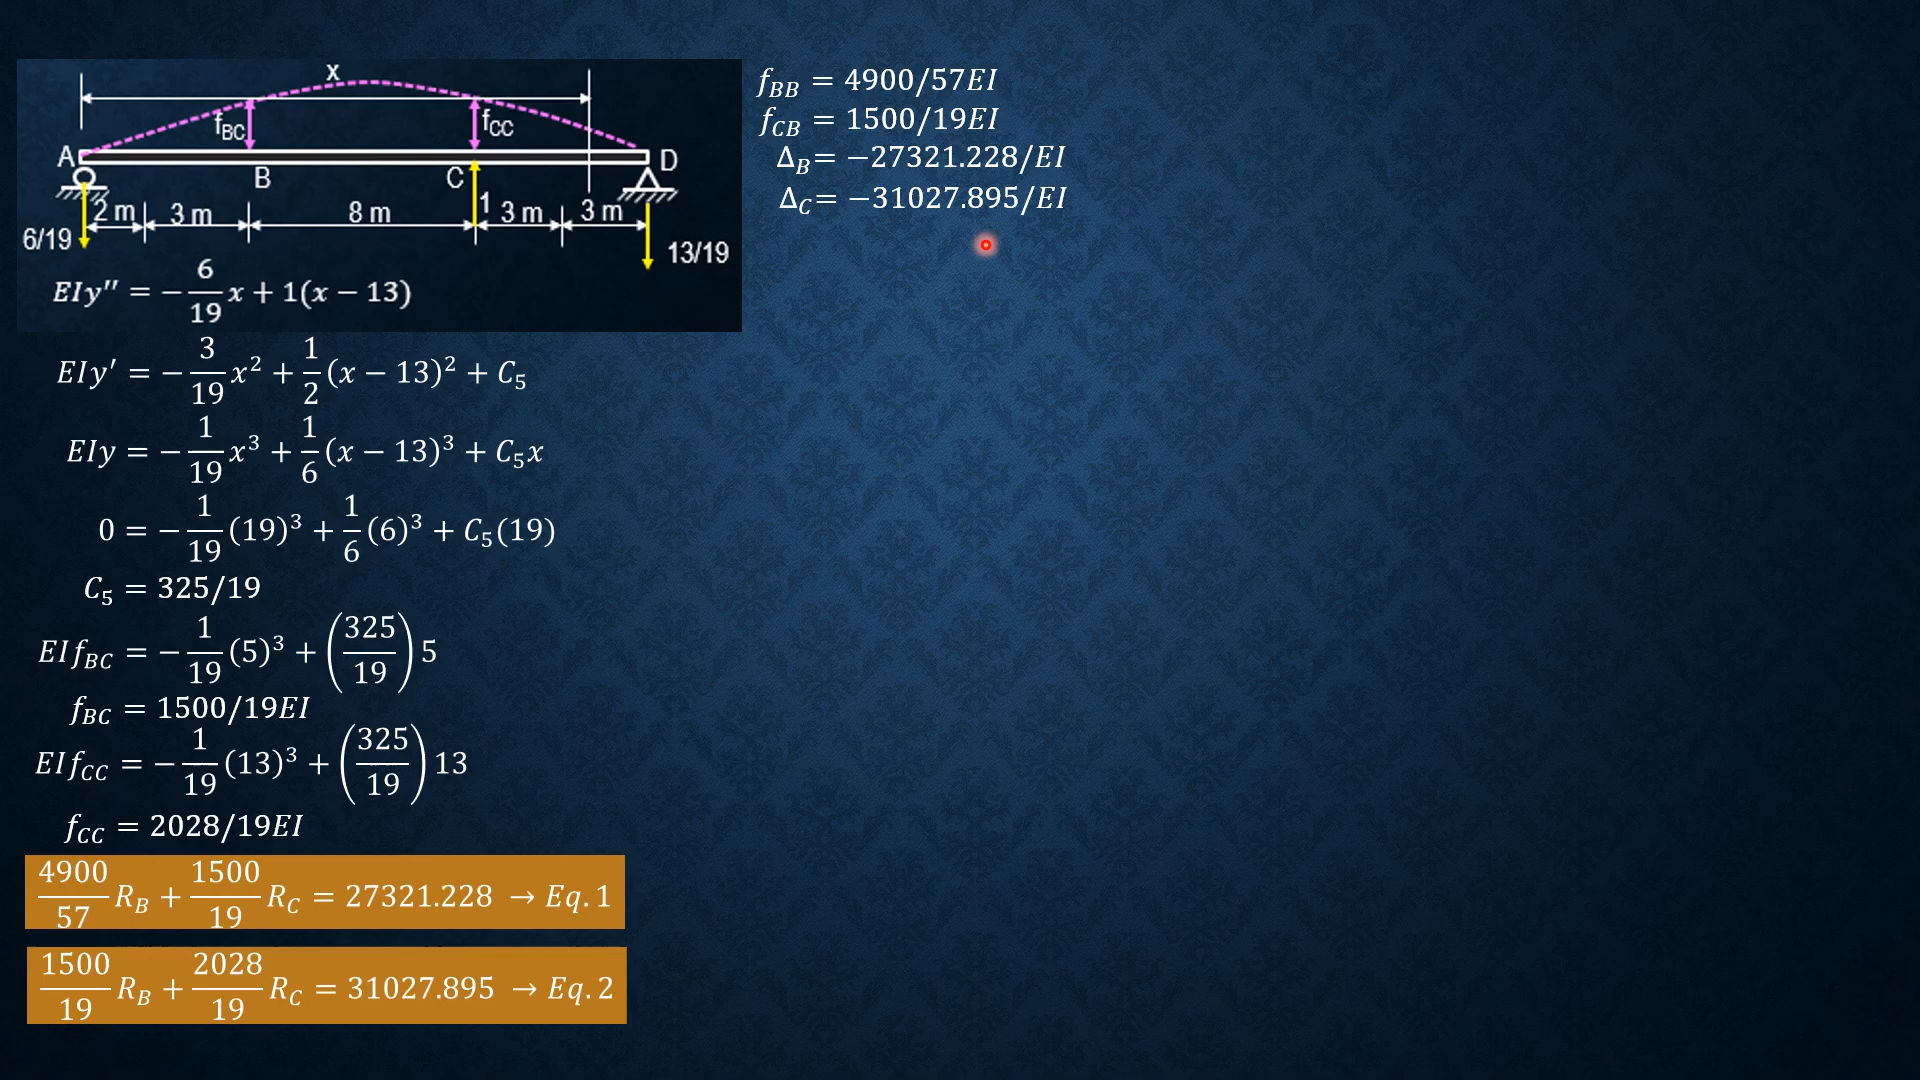 x
f_BC f_CC
A B C D
2 m 3 m 8 m 1 3 m 3 m
6/19 13/19
EIy'' = −6/19 x + 1(x − 13)
EIy' = −3/19 x² + 1/2 (x − 13)² + C₅
EIy = −1/19 x³ + 1/6 (x − 13)³ + C₅x
0 = −1/19 (19)³ + 1/6 (6)³ + C₅(19)
C₅ = 325/19
EIf_BC = −1/19 (5)³ + (325/19) 5
f_BC = 1500/19EI
EIf_CC = −1/19 (13)³ + (325/19) 13
f_CC = 2028/19EI
4900/57 R_B + 1500/19 R_C = 27321.228 → Eq. 1
1500/19 R_B + 2028/19 R_C = 31027.895 → Eq. 2
f_BB = 4900/57EI
f_CB = 1500/19EI
Δ_B = −27321.228/EI
Δ_C = −31027.895/EI